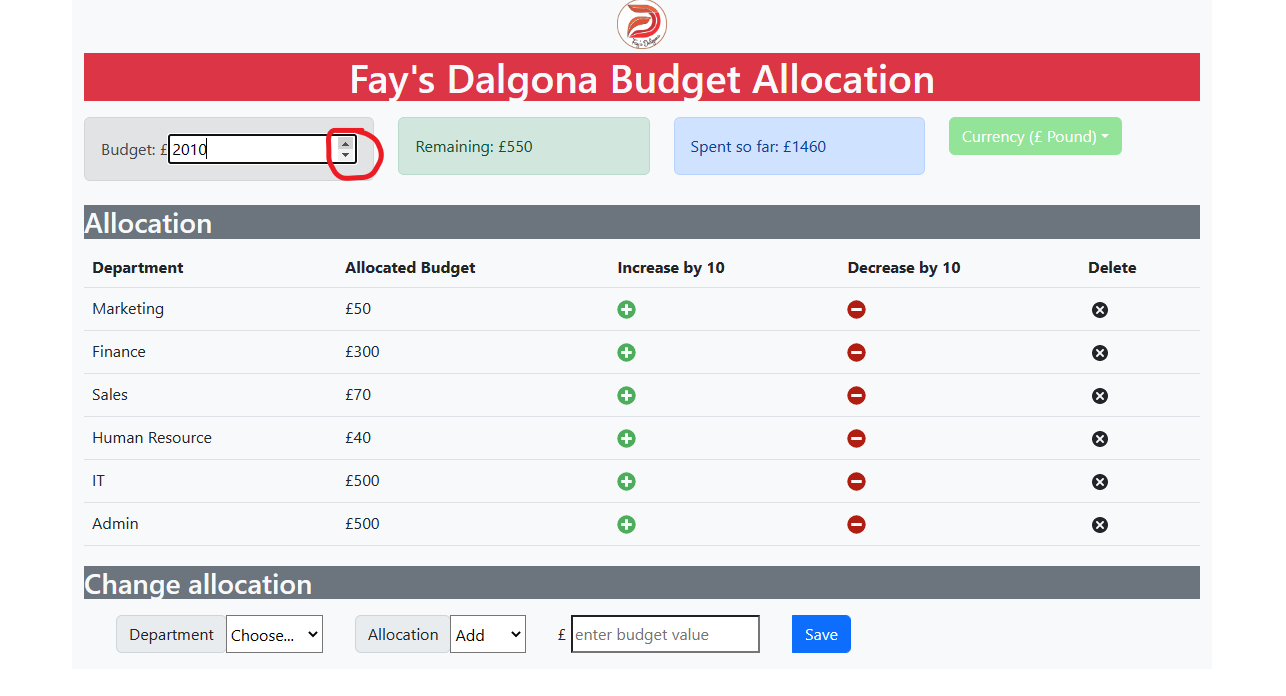 Fay's Dalgona
Fay's Dalgona Budget Allocation
Budget: £ 2010 Remaining: £550 Spent so far: £1460 Currency (£ Pound)
Allocation
Department Allocated Budget Increase by 10 Decrease by 10 Delete
Marketing £50
Finance £300
Sales £70
Human Resource £40
IT £500
Admin £500
Change allocation
Department Choose... Allocation Add £ enter budget value Save